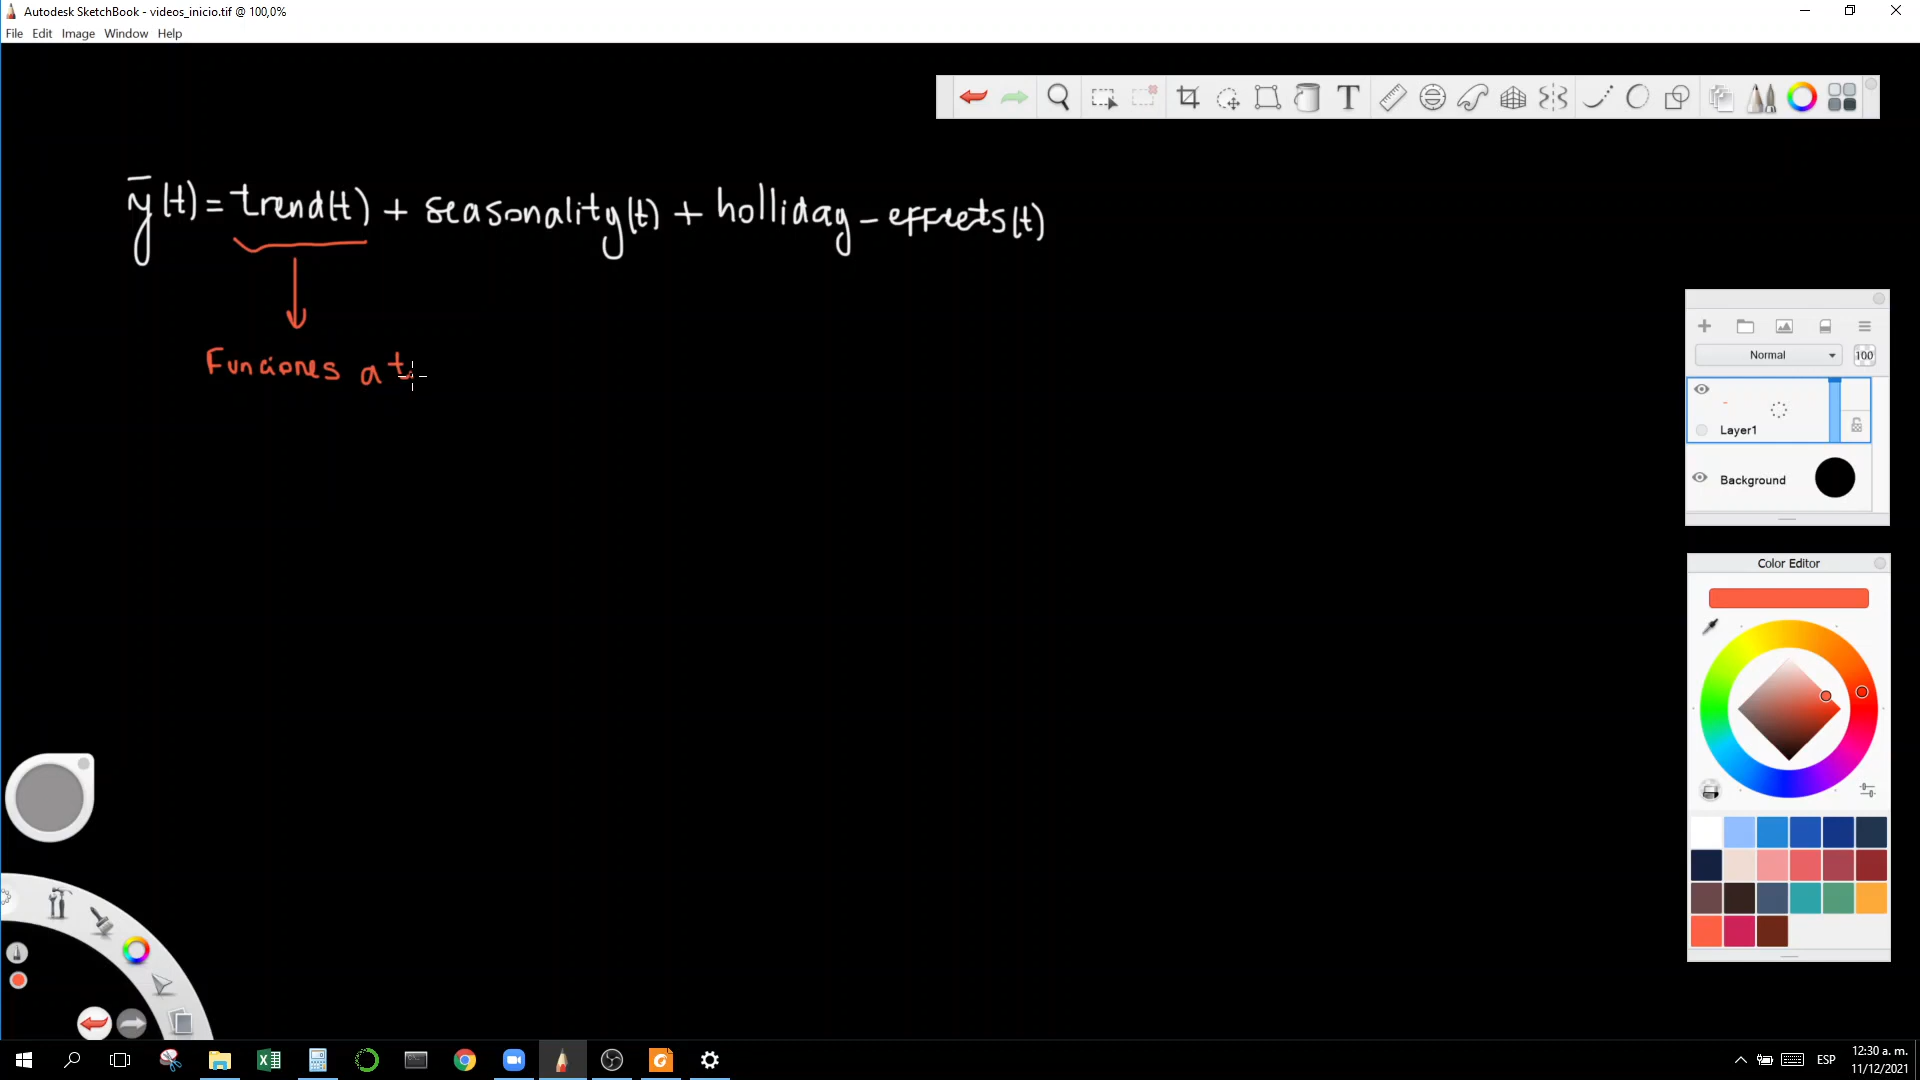 Autodesk SketchBook - videos_inicio.tif @ 100,0%
File Edit Image Window Help
ȳ(t) = trend(t) + seasonality(t) + holliday - effects(t)
Funciones a t
Normal
100
Layer1
Background
Color Editor
ESP
12:30 a. m.
11/12/2021